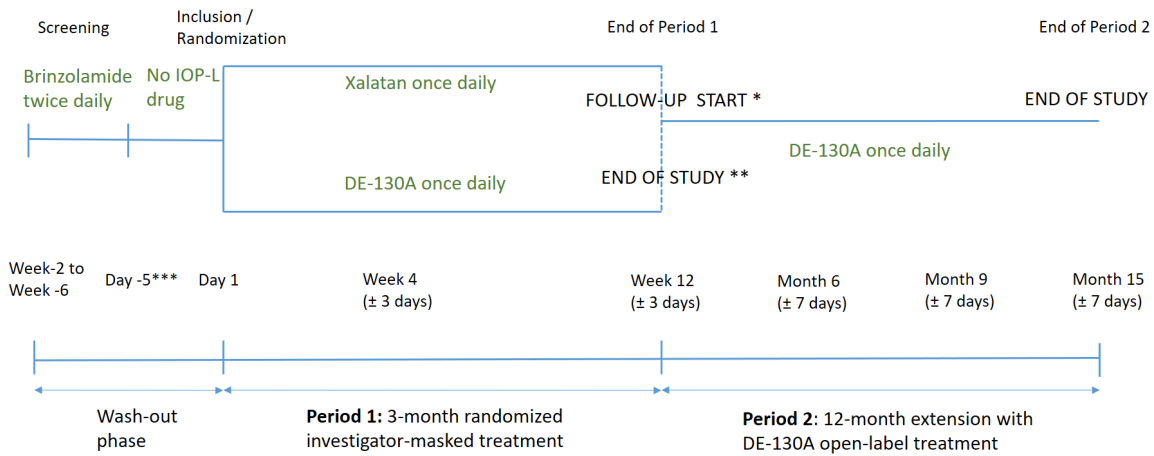 Screening
Inclusion /
Randomization
End of Period 1
End of Period 2
Brinzolamide
twice daily
No IOP-L
drug
Xalatan once daily
FOLLOW-UP START *
END OF STUDY
DE-130A once daily
DE-130A once daily
END OF STUDY **
Week-2 to
Week -6
Day -5***
Day 1
Week 4
(± 3 days)
Week 12
(± 3 days)
Month 6
(± 7 days)
Month 9
(± 7 days)
Month 15
(± 7 days)
Wash-out
phase
Period 1: 3-month randomized
investigator-masked treatment
Period 2: 12-month extension with
DE-130A open-label treatment